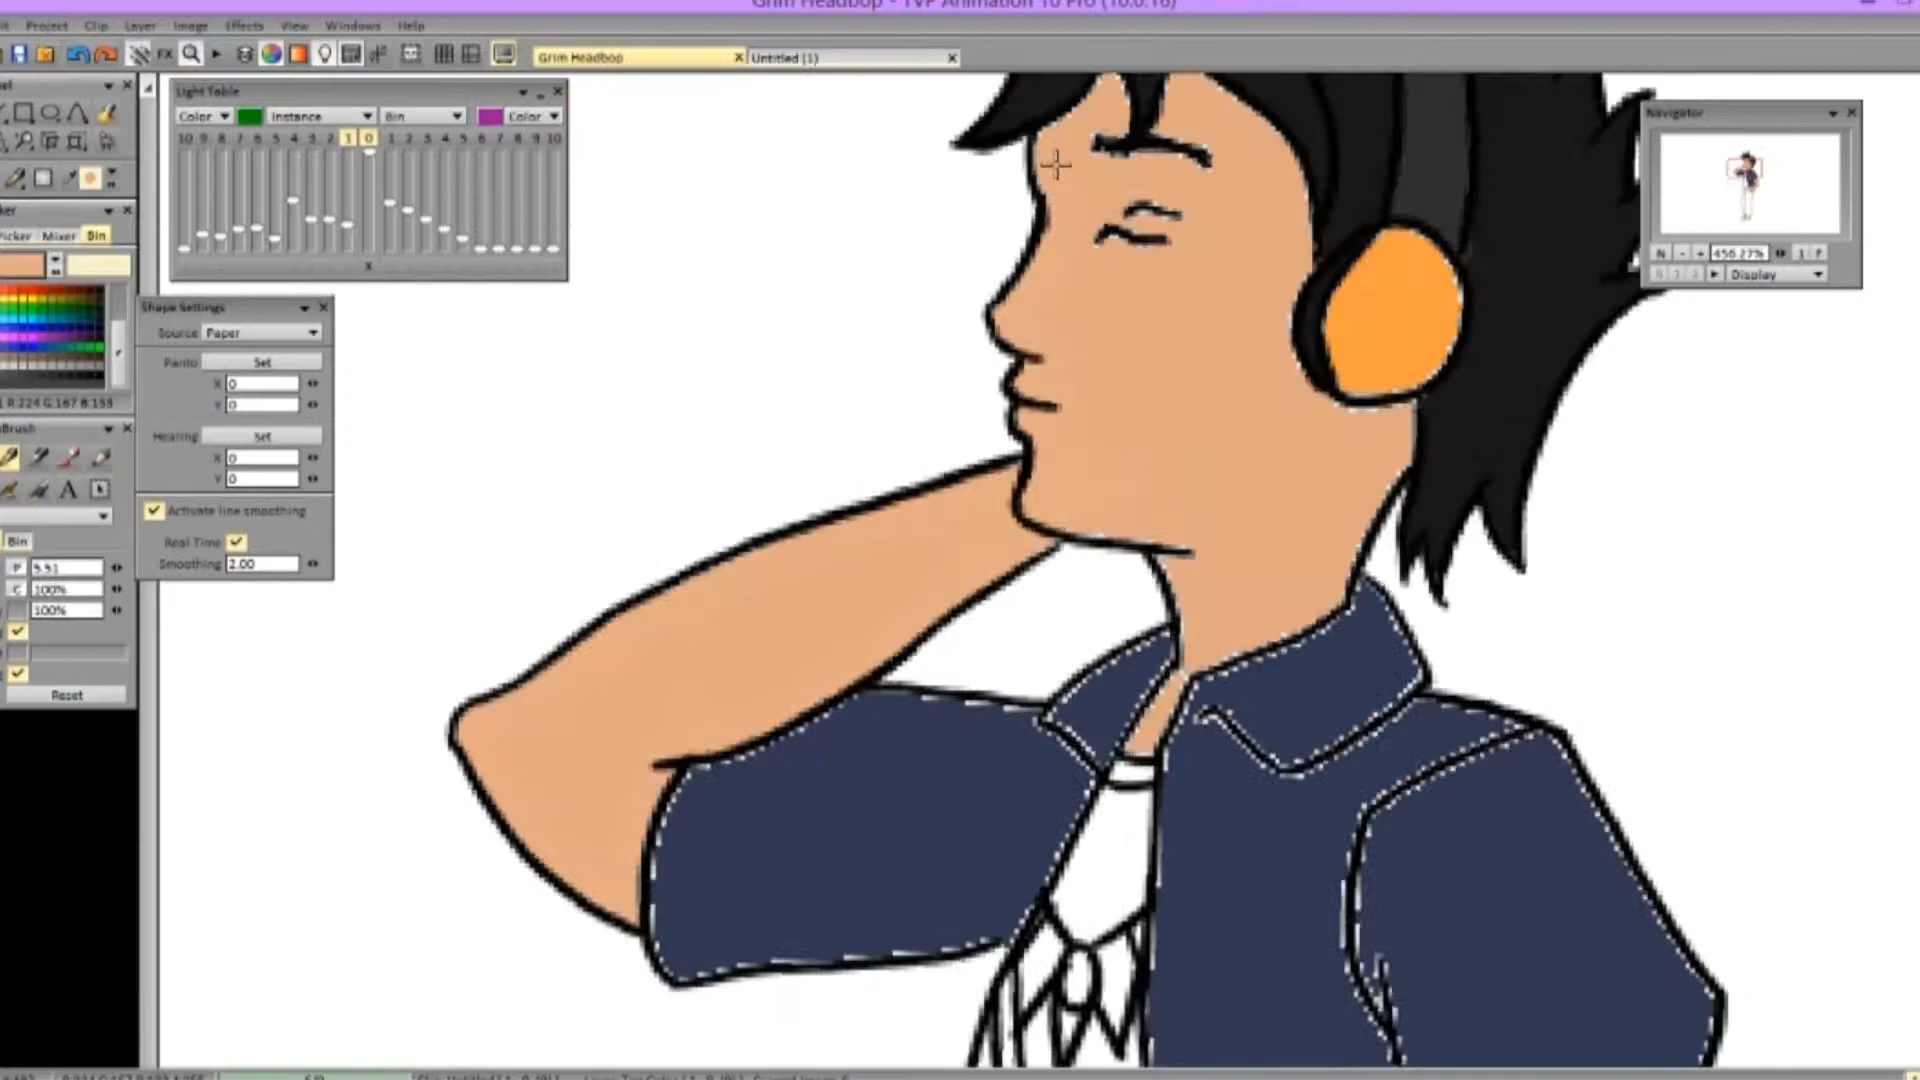 Grim Headbop - TVP Animation 10 Pro (10.0.16)
Project Clip Layer Image Effects View Windows Help
FX
Grim Headbop x Untitled (1) x
Light Table
Color Instance Bin Color
10 9 8 7 6 5 4 3 2 1 0 1 2 3 4 5 6 7 8 9 10
Navigator
N - + 456.27% 1 F
Display
Mixer Bin
R:224 G:167 B:133
Brush
A
Bin
P 5.51
C 100%
100%
Reset
Shape Settings
Source Paper
Panto Set
X 0
Y 0
Healing Set
X 0
Y 0
Activate line smoothing
Real Time
Smoothing 2.00